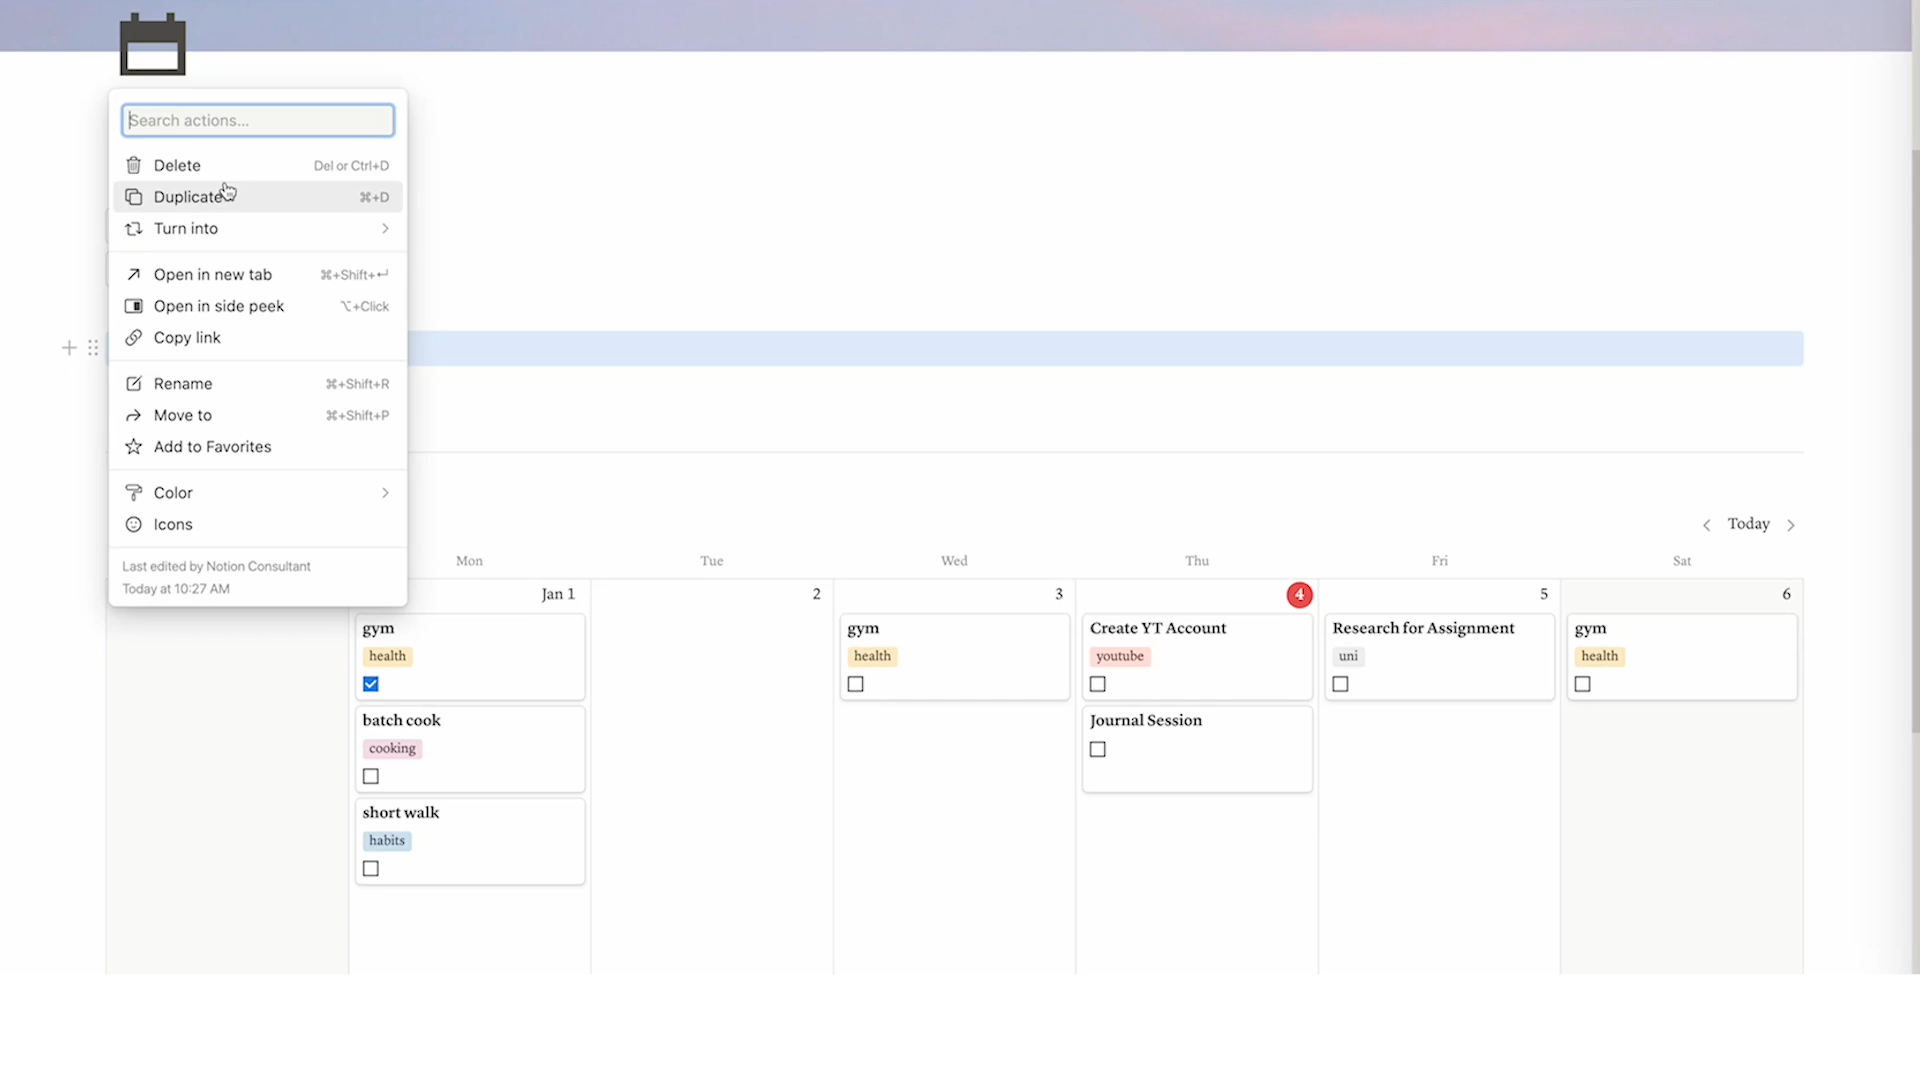 Search actions...
Delete Del or Ctrl+D
Duplicate ⌘+D
Turn into
Open in new tab ⌘+Shift+↵
Open in side peek ⌥+Click
Copy link
Rename ⌘+Shift+R
Move to ⌘+Shift+P
Add to Favorites
Color
Icons
Last edited by Notion Consultant
Today at 10:27 AM
Today
Mon Tue Wed Thu Fri Sat
Jan 1 2 3 4 5 6
gym gym Create YT Account Research for Assignment gym
health health youtube uni health
batch cook Journal Session
cooking
short walk
habits